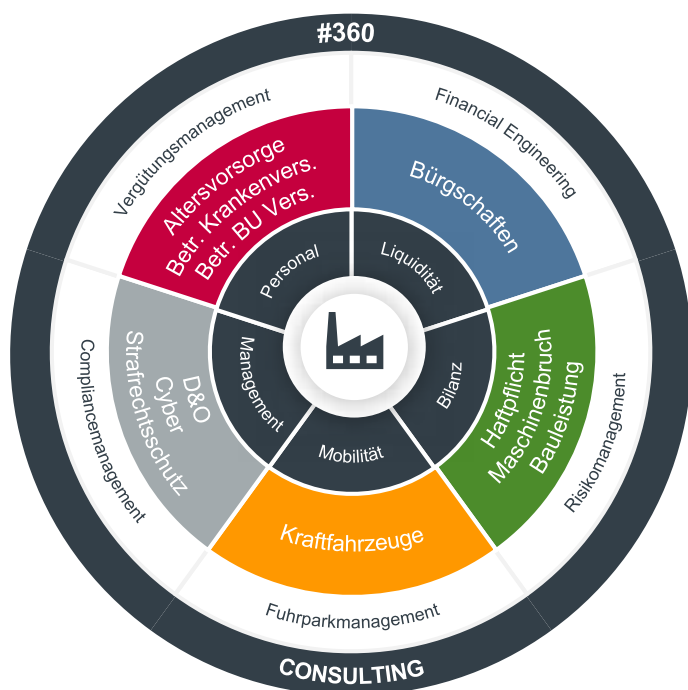 #360
Vergütungsmanagement
Financial Engineering
Altersvorsorge
Betr. Krankenvers.
Betr. BU Vers.
Bürgschaften
Personal
Liquidität
Compliancemanagement
Strafrechtsschutz
Cyber
D&O
Management
Bilanz
Haftpflicht
Maschinenbruch
Bauleistung
Risikomanagement
Mobilität
Kraftfahrzeuge
Fuhrparkmanagement
CONSULTING